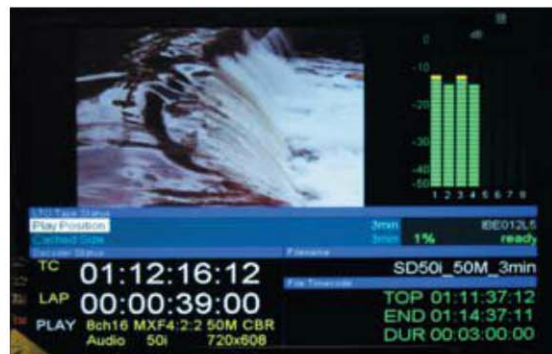 0
dB
-10
-20
-30
-40
-50
1 2 3 4 5 6 7 8
LTO Tape Status
Play Position 3min IBE012L5
Cached Size 3min 1% ready
Decoder Status Filename
TC 01:12:16:12 SD50i_50M_3min
File Timecode
LAP 00:00:39:00 TOP 01:11:37:12
END 01:14:37:11
PLAY 8ch16 MXF4:2:2 50M CBR DUR 00:03:00:00
Audio 50i 720x608